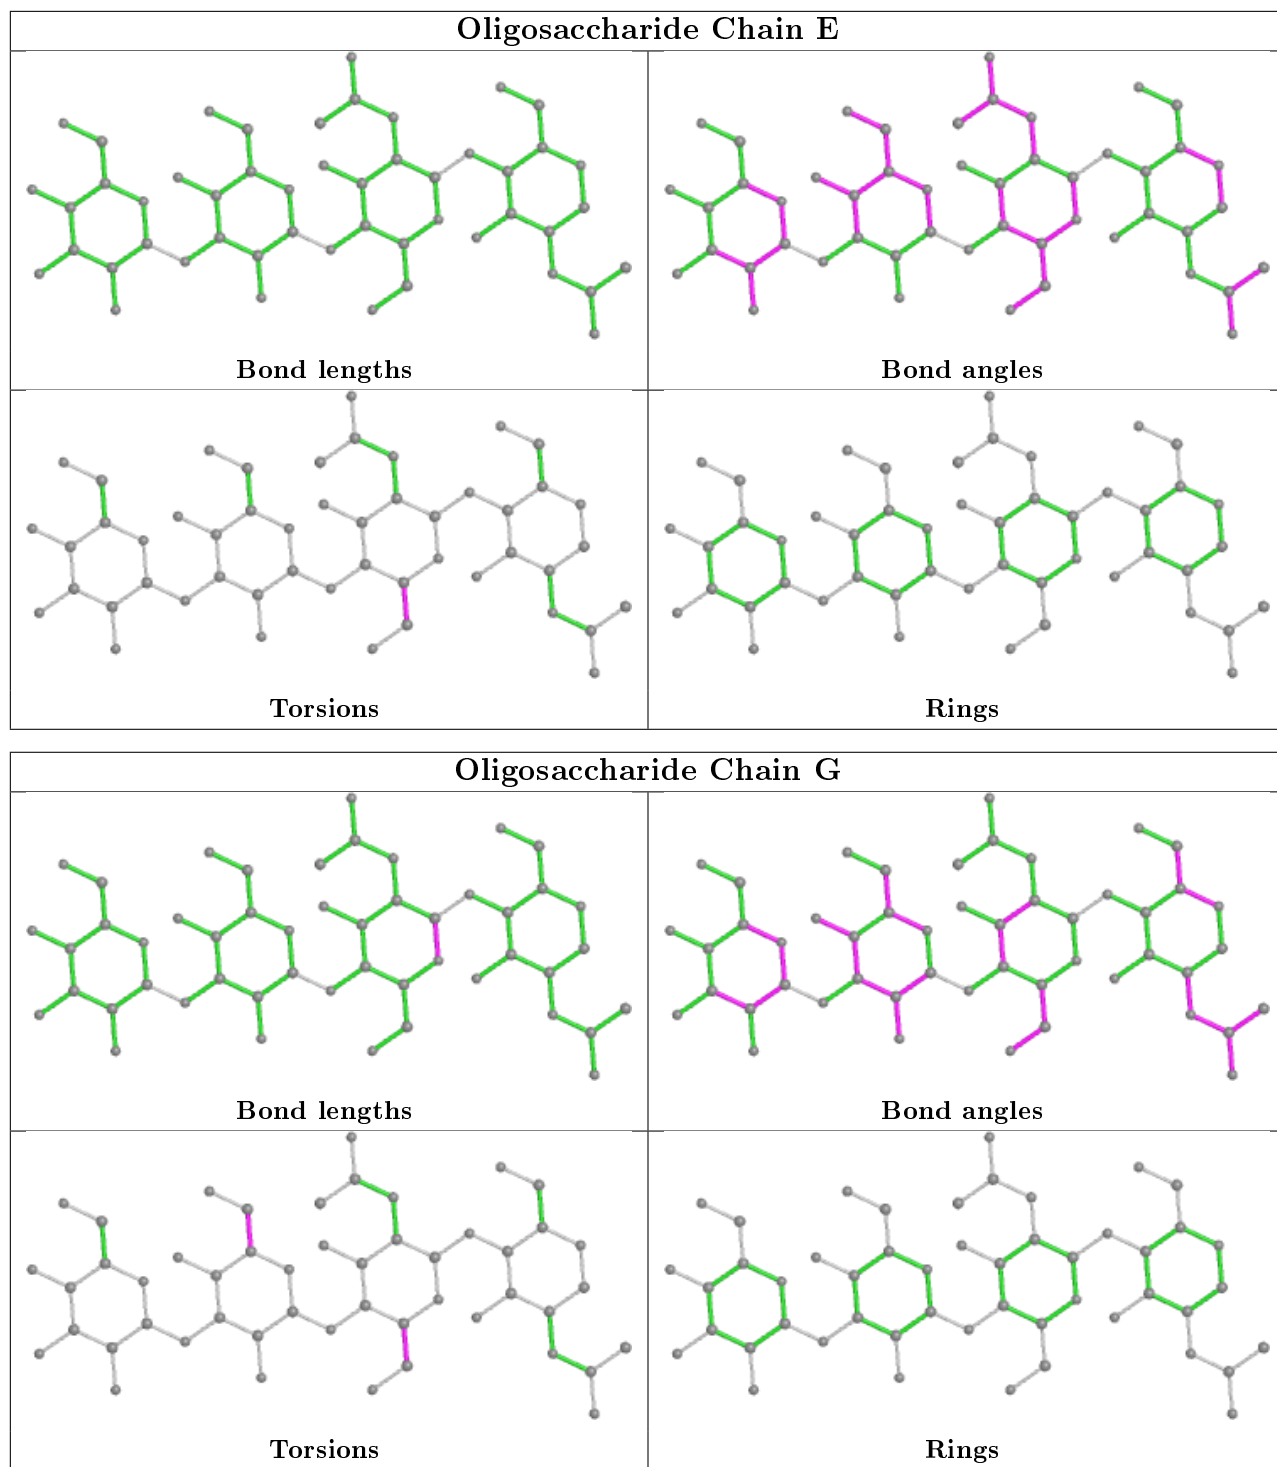 Oligosaccharide Chain E
Bond lengths
Bond angles
Torsions
Rings
Oligosaccharide Chain G
Bond lengths
Bond angles
Torsions
Rings